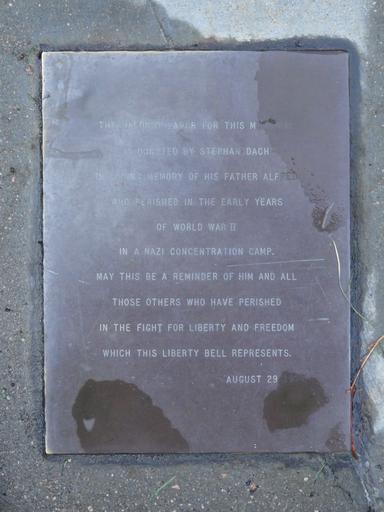 FOR THIS
DONATED BY STEPHAN DACH
MEMORY OF HIS FATHER
WHO PERISHED IN THE EARLY YEARS
OF WORLD WAR II
IN A NAZI CONCENTRATION CAMP.
MAY THIS BE A REMINDER OF HIM AND ALL
THOSE OTHERS WHO HAVE PERISHED
IN THE FIGHT FOR LIBERTY AND FREEDOM
WHICH THIS LIBERTY BELL REPRESENTS.
AUGUST 29